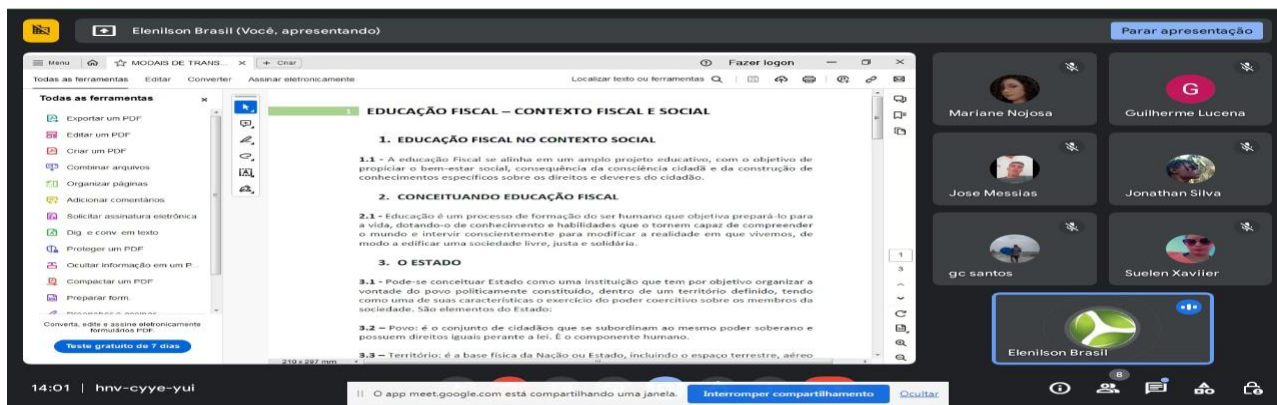 Elenilson Brasil (Você, apresentando)
Parar apresentação
Menu
MODAIS DE TRANS...
+ Criar
Fazer logon
Todas as ferramentas
Editar
Converter
Assinar eletronicamente
Localizar texto ou ferramentas
Todas as ferramentas
Exportar um PDF
Editar um PDF
Criar um PDF
Combinar arquivos
Organizar páginas
Adicionar comentários
Solicitar assinatura eletrônica
Dig. e conv. em texto
Proteger um PDF
Ocultar informação em um P...
Compactar um PDF
Preparar form.
Converta, edite e assine eletronicamente
formulários PDF
Teste gratuito de 7 dias
1 EDUCAÇÃO FISCAL – CONTEXTO FISCAL E SOCIAL
1. EDUCAÇÃO FISCAL NO CONTEXTO SOCIAL
1.1 - A educação Fiscal se alinha em um amplo projeto educativo, com o objetivo de
propiciar o bem-estar social, consequência da consciência cidadã e da construção de
conhecimentos específicos sobre os direitos e deveres do cidadão.
2. CONCEITUANDO EDUCAÇÃO FISCAL
2.1 - Educação é um processo de formação do ser humano que objetiva prepará-lo para
a vida, dotando-o de conhecimento e habilidades que o tornem capaz de compreender
o mundo e intervir conscientemente para modificar a realidade em que vivemos, de
modo a edificar uma sociedade livre, justa e solidária.
3. O ESTADO
3.1 - Pode-se conceituar Estado como uma instituição que tem por objetivo organizar a
vontade do povo politicamente constituído, dentro de um território definido, tendo
como uma de suas características o exercício do poder coercitivo sobre os membros da
sociedade. São elementos do Estado:
3.2 – Povo: é o conjunto de cidadãos que se subordinam ao mesmo poder soberano e
possuem direitos iguais perante a lei. É o componente humano.
3.3 – Território: é a base física da Nação ou Estado, incluindo o espaço terrestre, aéreo
210 x 297 mm
1
3
Mariane Nojosa
G
Guilherme Lucena
Jose Messias
Jonathan Silva
gc santos
Suelen Xaviier
Elenilson Brasil
14:01 | hnv-cyye-yui
O app meet.google.com está compartilhando uma janela.
Interromper compartilhamento
Ocultar
8